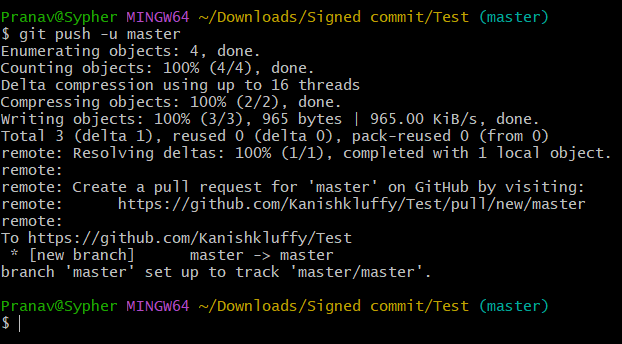 Pranav@Sypher MINGW64 ~/Downloads/Signed commit/Test (master)
$ git push -u master
Enumerating objects: 4, done.
Counting objects: 100% (4/4), done.
Delta compression using up to 16 threads
Compressing objects: 100% (2/2), done.
Writing objects: 100% (3/3), 965 bytes | 965.00 KiB/s, done.
Total 3 (delta 1), reused 0 (delta 0), pack-reused 0 (from 0)
remote: Resolving deltas: 100% (1/1), completed with 1 local object.
remote:
remote: Create a pull request for 'master' on GitHub by visiting:
remote:      https://github.com/Kanishkluffy/Test/pull/new/master
remote:
To https://github.com/Kanishkluffy/Test
 * [new branch]      master -> master
branch 'master' set up to track 'master/master'.
Pranav@Sypher MINGW64 ~/Downloads/Signed commit/Test (master)
$